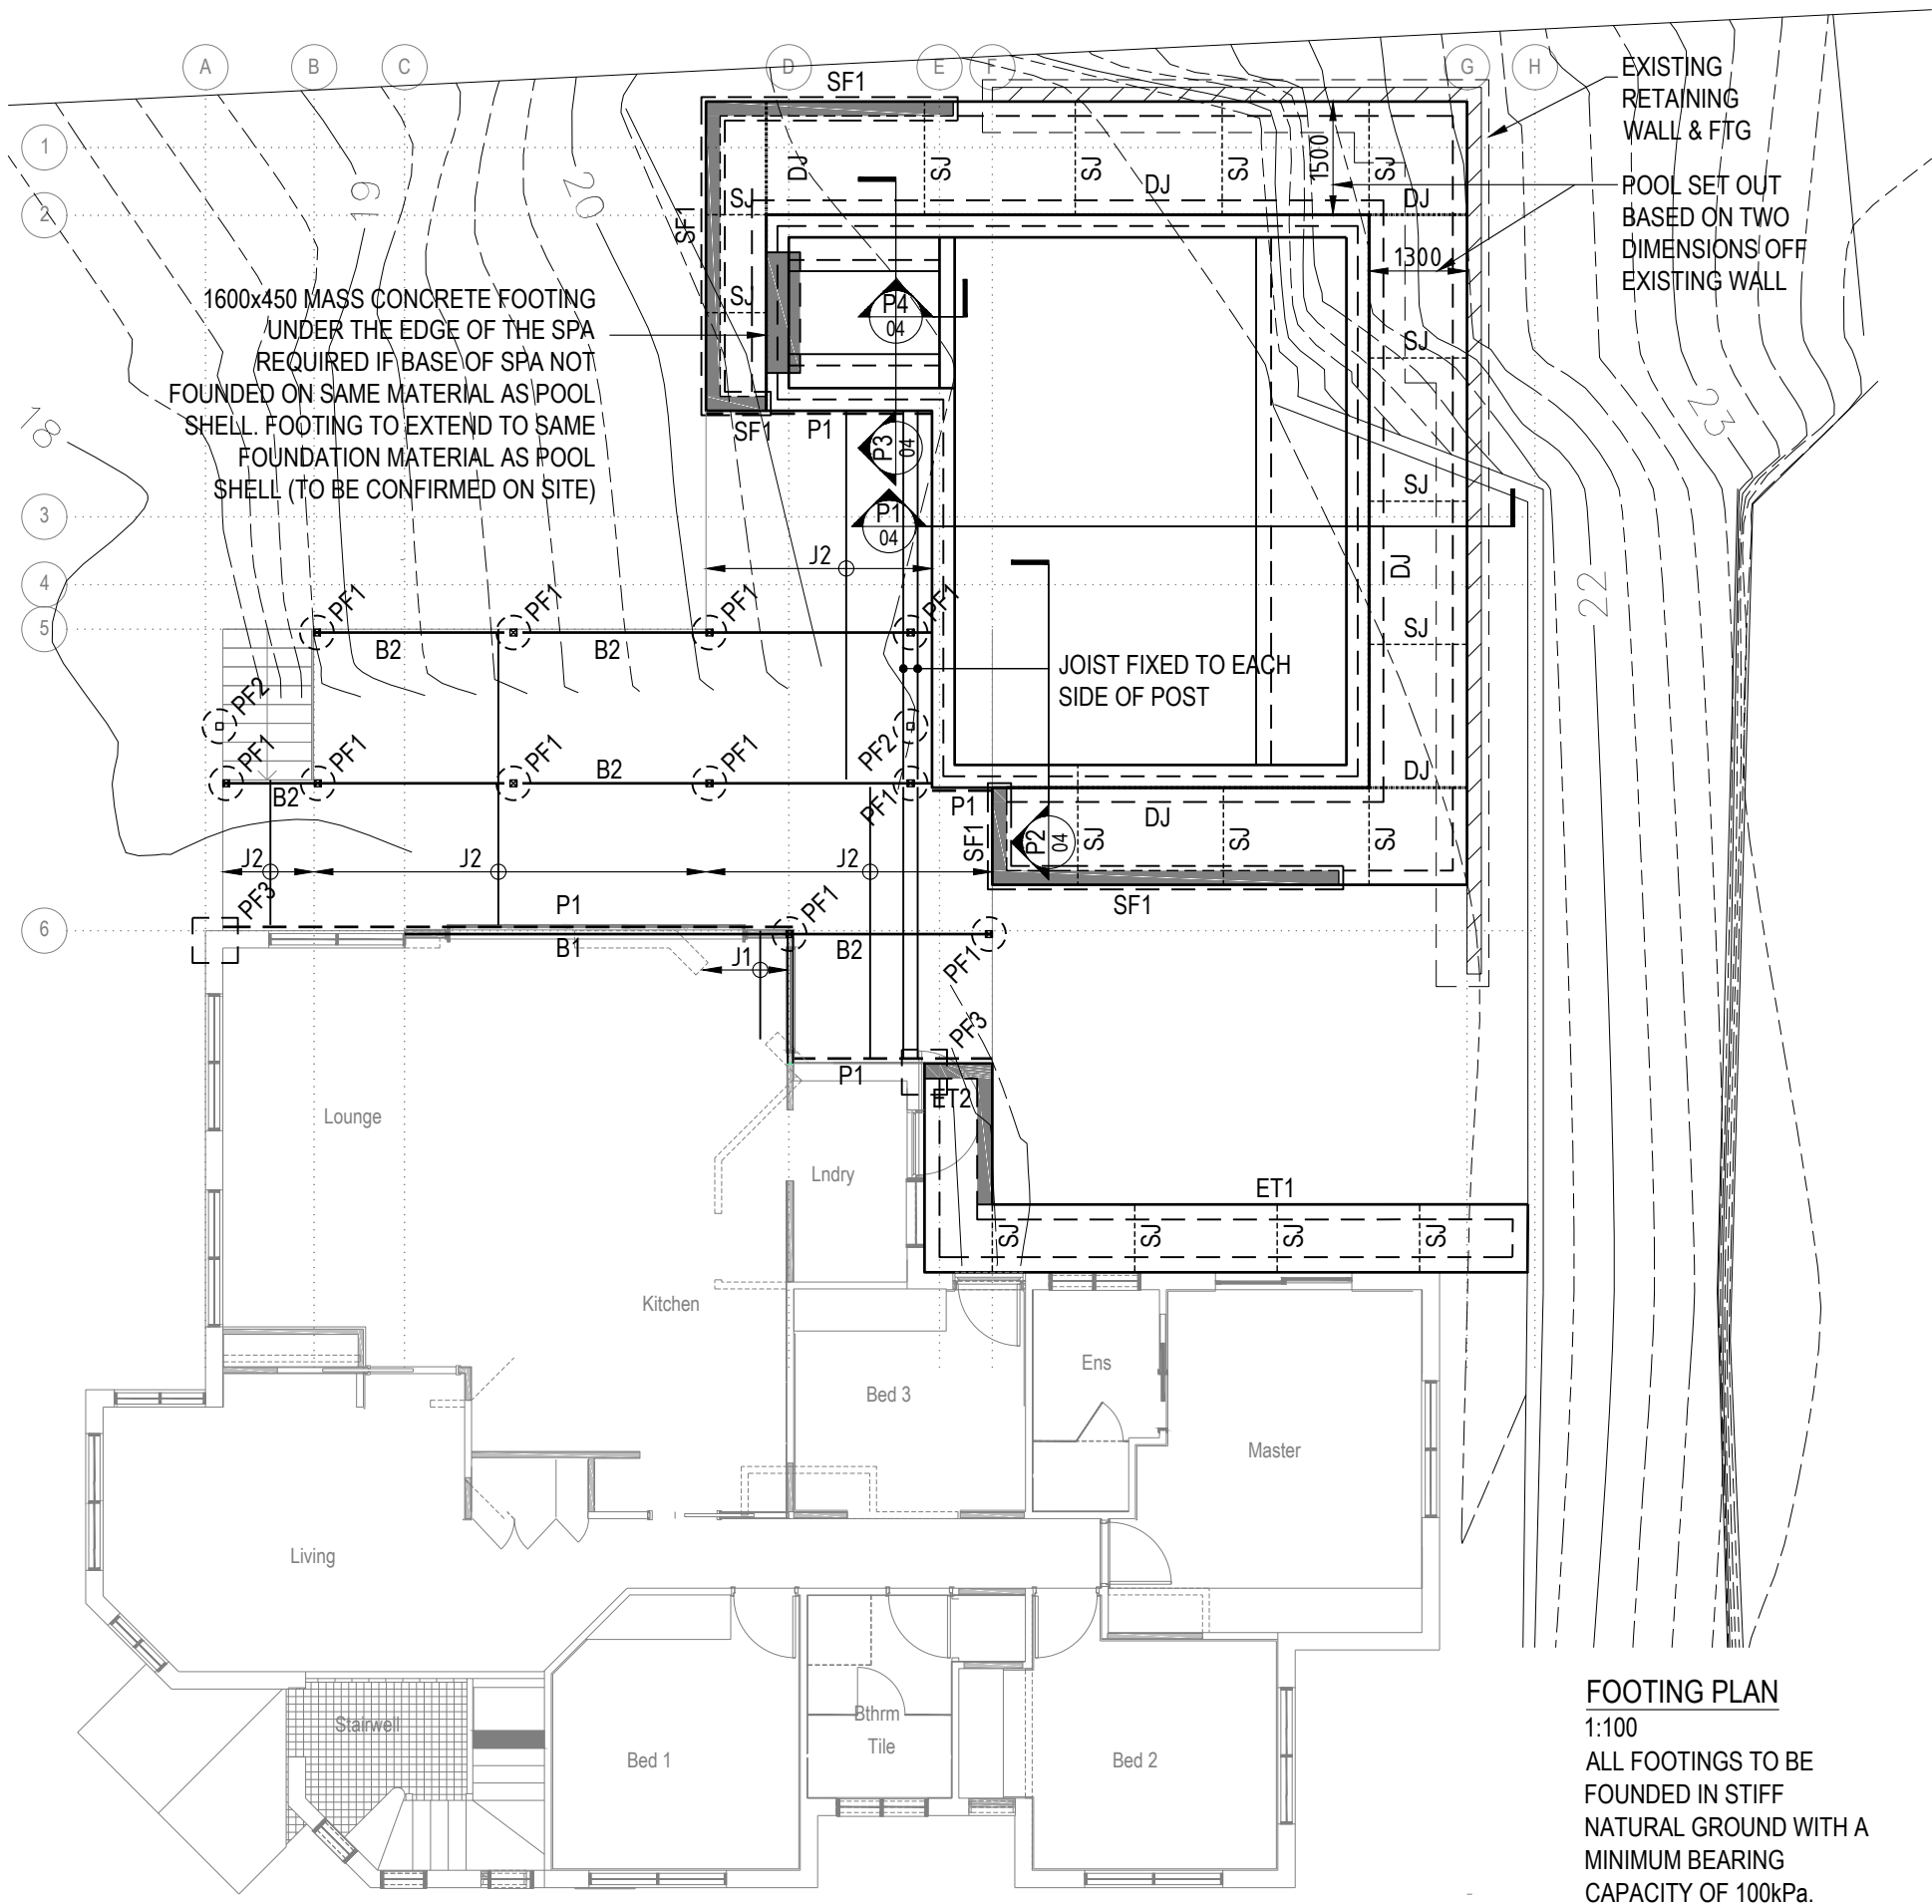 A B C D E F G H
SF1
EXISTING
RETAINING
WALL & FTG
1
DJ SJ SJ DJ SJ 1500 SJ
19 20
POOL SET OUT
BASED ON TWO
DIMENSIONS OFF
EXISTING WALL
2
SF1 SJ DJ
1300
1600x450 MASS CONCRETE FOOTING
UNDER THE EDGE OF THE SPA
REQUIRED IF BASE OF SPA NOT
FOUNDED ON SAME MATERIAL AS POOL
SHELL. FOOTING TO EXTEND TO SAME
FOUNDATION MATERIAL AS POOL
SHELL (TO BE CONFIRMED ON SITE)
SJ
P4
04
SJ
18
23
SF1 P1
P3
04
SJ
3
P1
04
J2
4
DJ
22
PF1 PF1 PF1 PF1
5
B2 B2
SJ
JOIST FIXED TO EACH
SIDE OF POST
PF2
PF1 PF1 PF1 PF1 PF2
B2
B2
PF1
DJ
P1
DJ
SF1
P2
04
SJ SJ SJ
J2 J2 J2
PF3
P1
PF1
SF1
6
B1
J1
B2
PF1
PF3
P1
ET2
Lounge
Lndry
ET1
SJ SJ SJ SJ
Kitchen
Ens
Bed 3
Master
Living
Stairwell
Bthrm
Tile
Bed 1
Bed 2
FOOTING PLAN
1:100
ALL FOOTINGS TO BE
FOUNDED IN STIFF
NATURAL GROUND WITH A
MINIMUM BEARING
CAPACITY OF 100kPa.